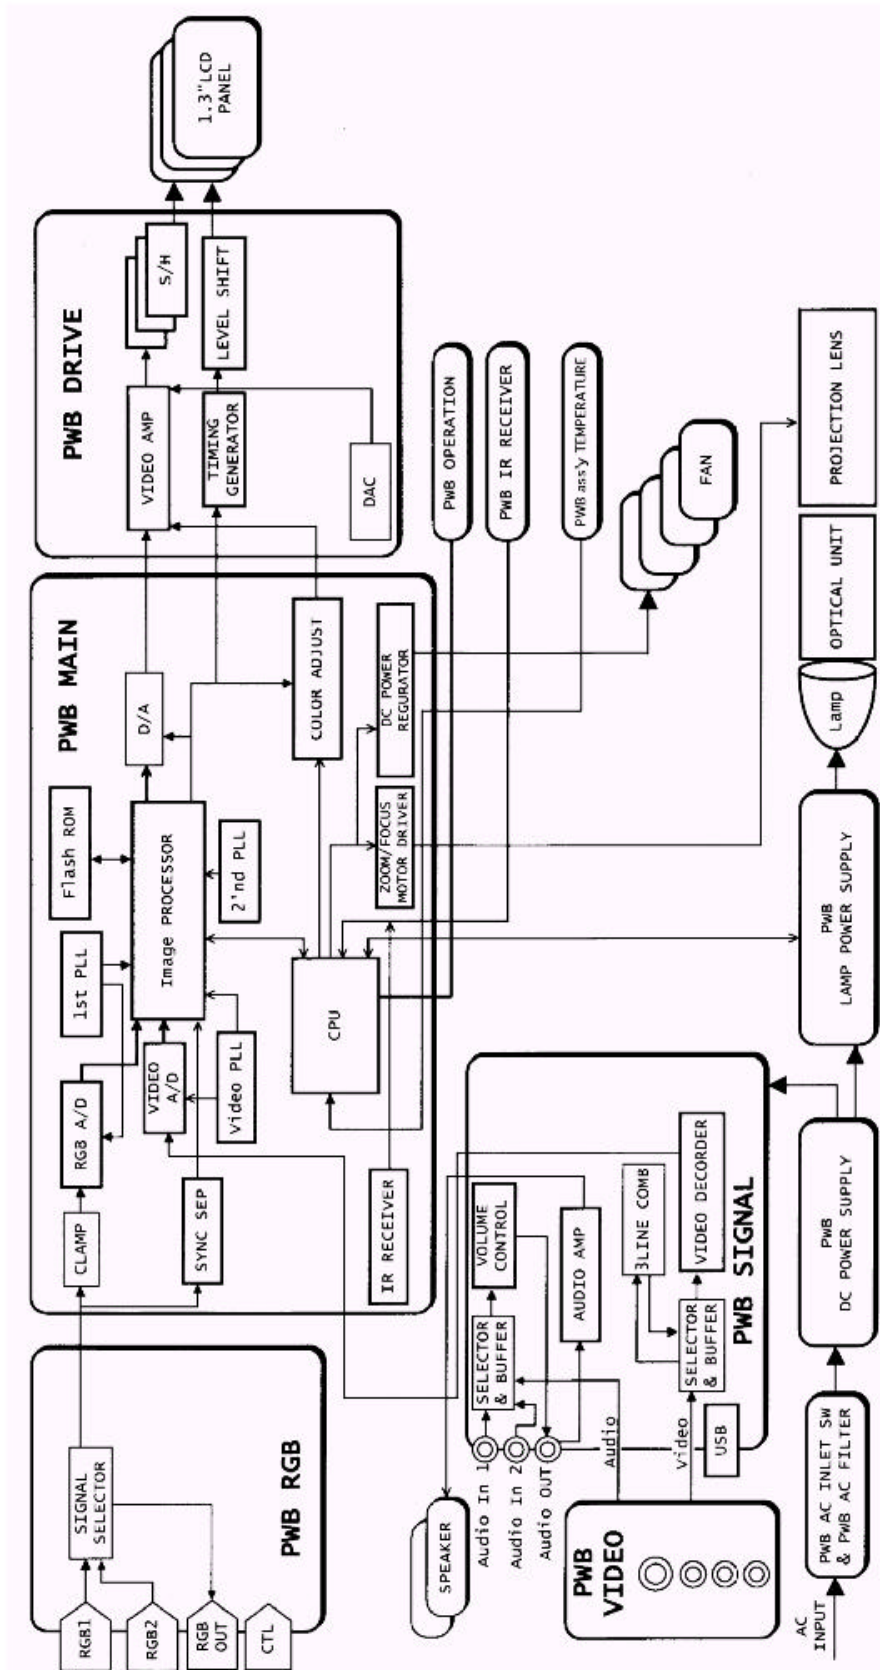 RGB1
RGB2
RGB
OUT
CTL
SIGNAL
SELECTOR
PWB RGB
CLAMP
RGB A/D
1st PLL
Flash ROM
PWB MAIN
D/A
VIDEO
A/D
Image PROCESSOR
SYNC SEP
Video PLL
2'nd PLL
CPU
COLOR ADJUST
IR RECEIVER
ZOOM/FOCUS
MOTOR DRIVER
DC POWER
REGURATOR
PWB DRIVE
VIDEO AMP
S/H
TIMING
GENERATOR
LEVEL SHIFT
DAC
1.3"LCD
PANEL
PWB OPERATION
PWB IR RECEIVER
PWB ass'y TEMPERATURE
FAN
SPEAKER
Audio In 1
Audio In 2
Audio OUT
SELECTOR
& BUFFER
VOLUME
CONTROL
AUDIO AMP
Audio
Video
3LINE COMB
SELECTOR
& BUFFER
VIDEO DECORDER
USB
PWB SIGNAL
PWB
VIDEO
AC
INPUT
PWB AC INLET SW
& PWB AC FILTER
PWB
DC POWER SUPPLY
PWB
LAMP POWER SUPPLY
Lamp
OPTICAL UNIT
PROJECTION LENS